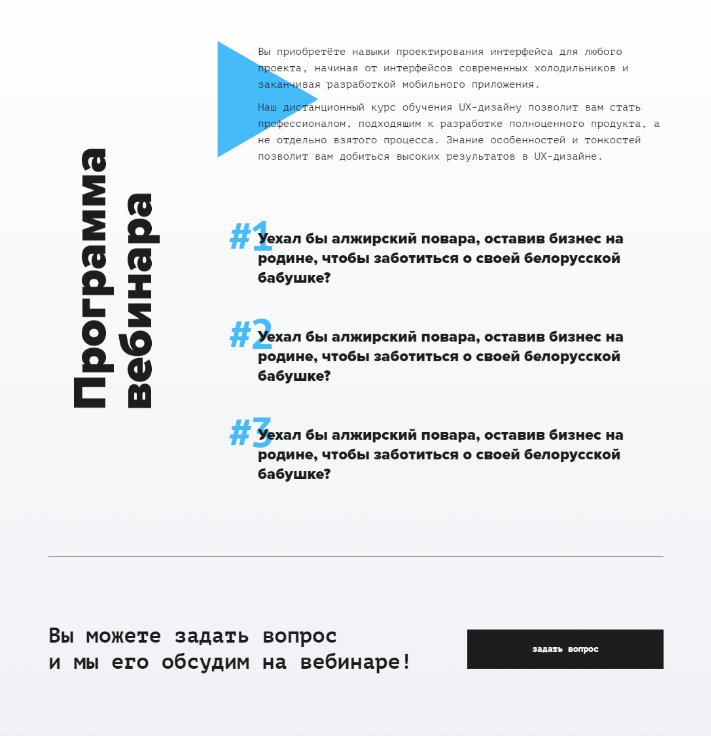 Вы приобретёте навыки проектирования интерфейса для любого
проекта, начиная от интерфейсов современных холодильников и
заканчивая разработкой мобильного приложения.
Наш дистанционный курс обучения UX-дизайну позволит вам стать
профессионалом, подходящим к разработке полноценного продукта, а
не отдельно взятого процесса. Знание особенностей и тонкостей
позволит вам добиться высоких результатов в UX-дизайне.
Программа
вебинара
#1
Уехал бы алжирский повара, оставив бизнес на
родине, чтобы заботиться о своей белорусской
бабушке?
#2
Уехал бы алжирский повара, оставив бизнес на
родине, чтобы заботиться о своей белорусской
бабушке?
#3
Уехал бы алжирский повара, оставив бизнес на
родине, чтобы заботиться о своей белорусской
бабушке?
Вы можете задать вопрос
и мы его обсудим на вебинаре!
задать вопрос